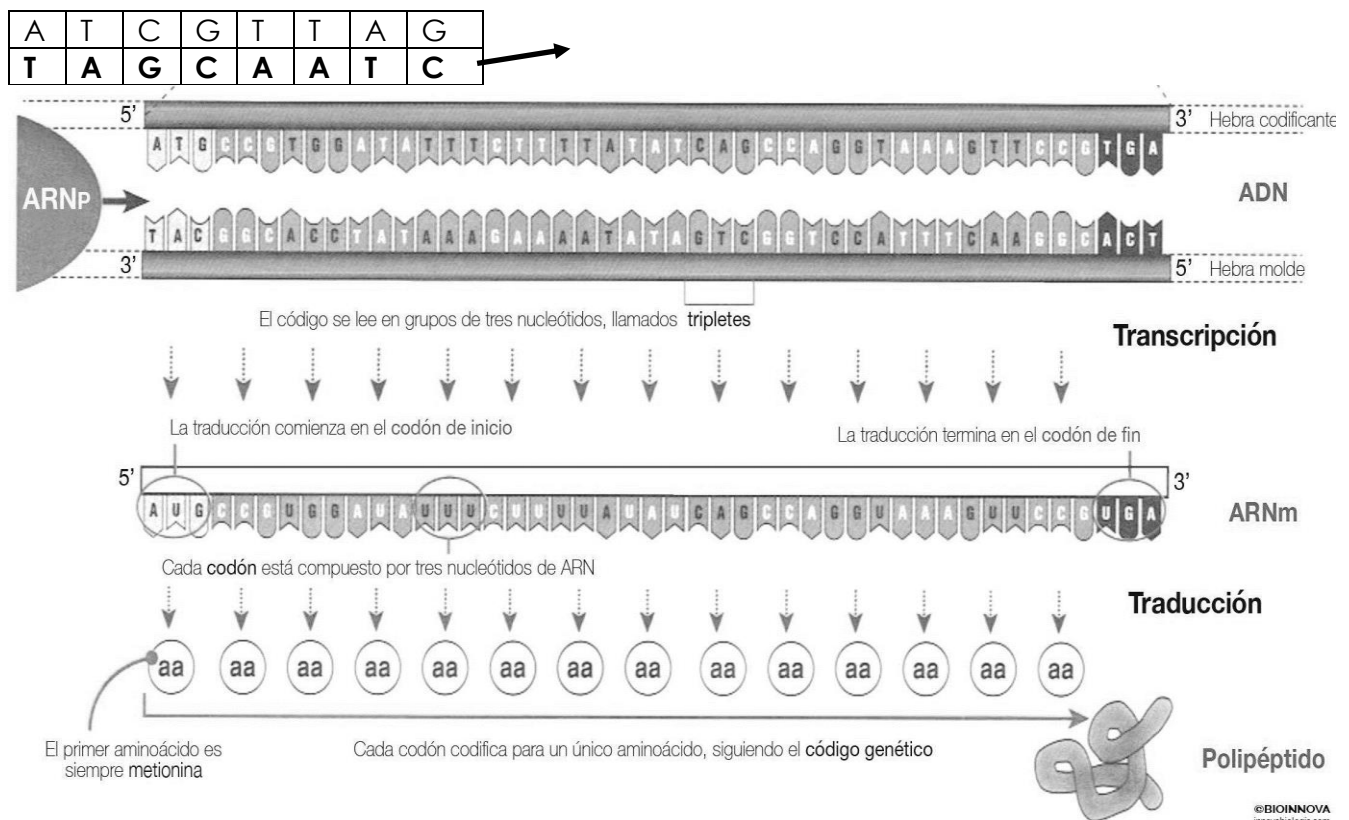 A T C G T T A G
T A G C A A T C
5’ 3’ Hebra codificante
A T G C C G T G G A T A T T T C T T T T A T A T C A G C C A G G T A A A G T T C C G T G A
ARNP
ADN
T A C G G C A C C T A T A A A G A A A A T A T A G T C G G T C C A T T T C A A G G C A C T
3’ 5’ Hebra molde
El código se lee en grupos de tres nucleótidos, llamados tripletes
Transcripción
La traducción comienza en el codón de inicio
La traducción termina en el codón de fin
5’ 3’
A U G C C G U G G A U A U U U C U U U U A U A U C A G C C A G G U A A A G U U C C G U G A
ARNm
Cada codón está compuesto por tres nucleótidos de ARN
Traducción
aa aa aa aa aa aa aa aa aa aa aa aa aa aa
El primer aminoácido es
siempre metionina
Cada codón codifica para un único aminoácido, siguiendo el código genético
Polipéptido
©BIOINNOVA